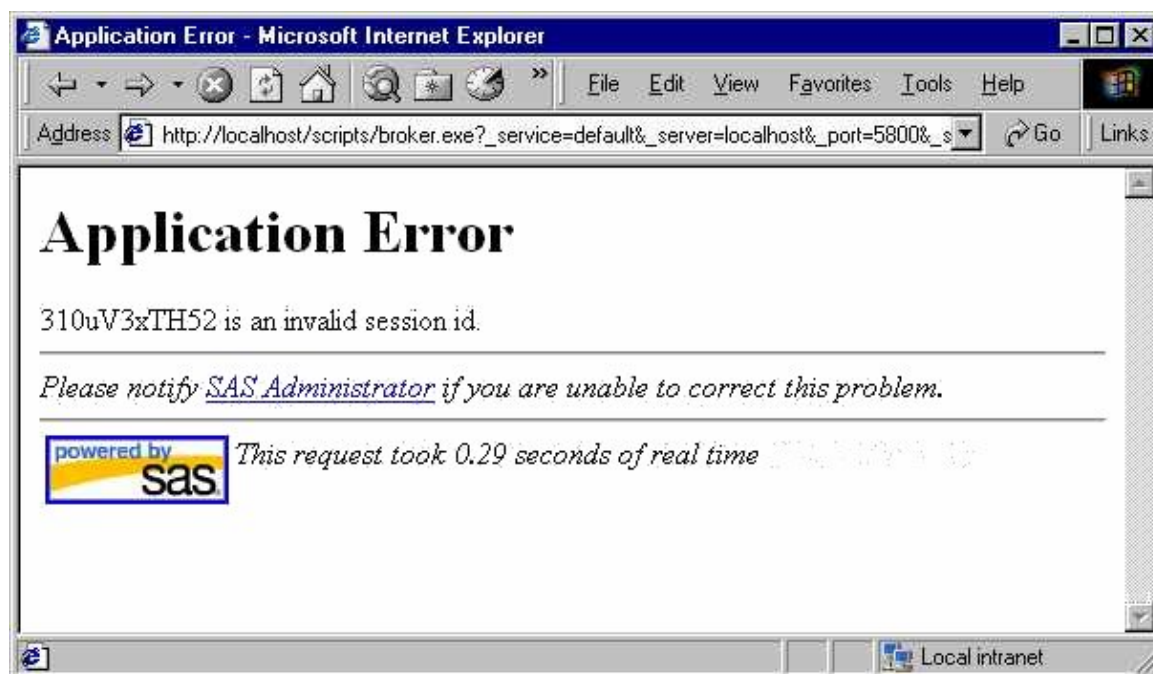 Application Error - Microsoft Internet Explorer
» File Edit View Favorites Tools Help
Address http://localhost/scripts/broker.exe?_service=default&_server=localhost&_port=5800&_s Go Links
Application Error
310uV3xTH52 is an invalid session id.
Please notify SAS Administrator if you are unable to correct this problem.
powered by
sas. This request took 0.29 seconds of real time
Local intranet